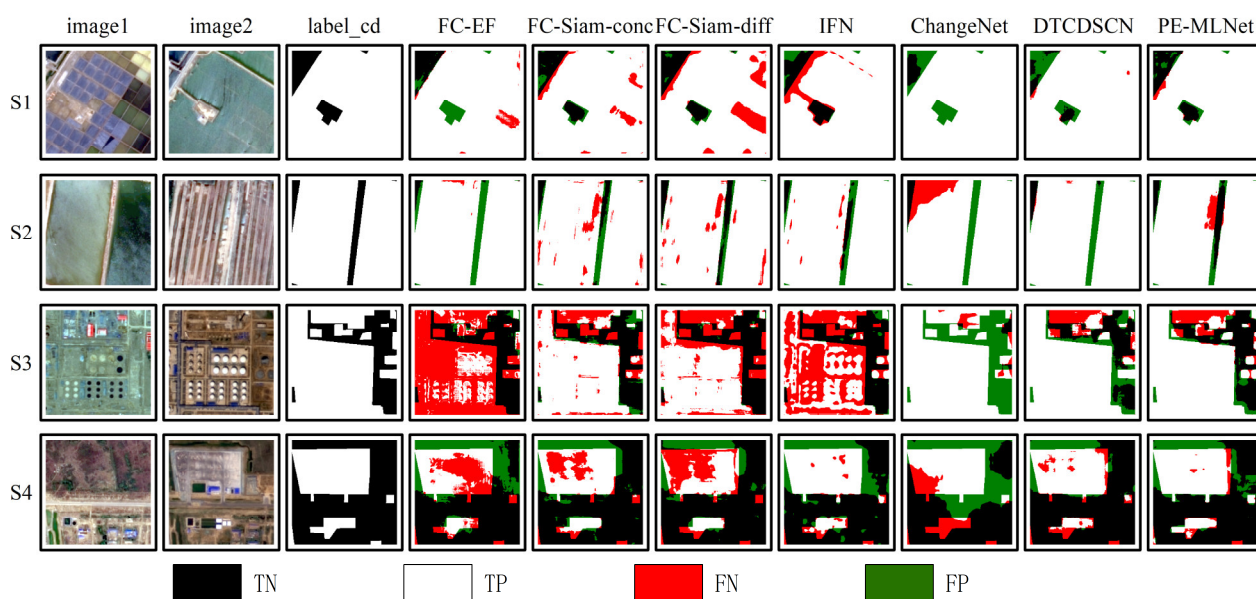 image1 image2 label_cd FC-EF FC-Siam-conc FC-Siam-diff IFN ChangeNet DTCDSCN PE-MLNet
S1
S2
S3
S4
TN TP FN FP